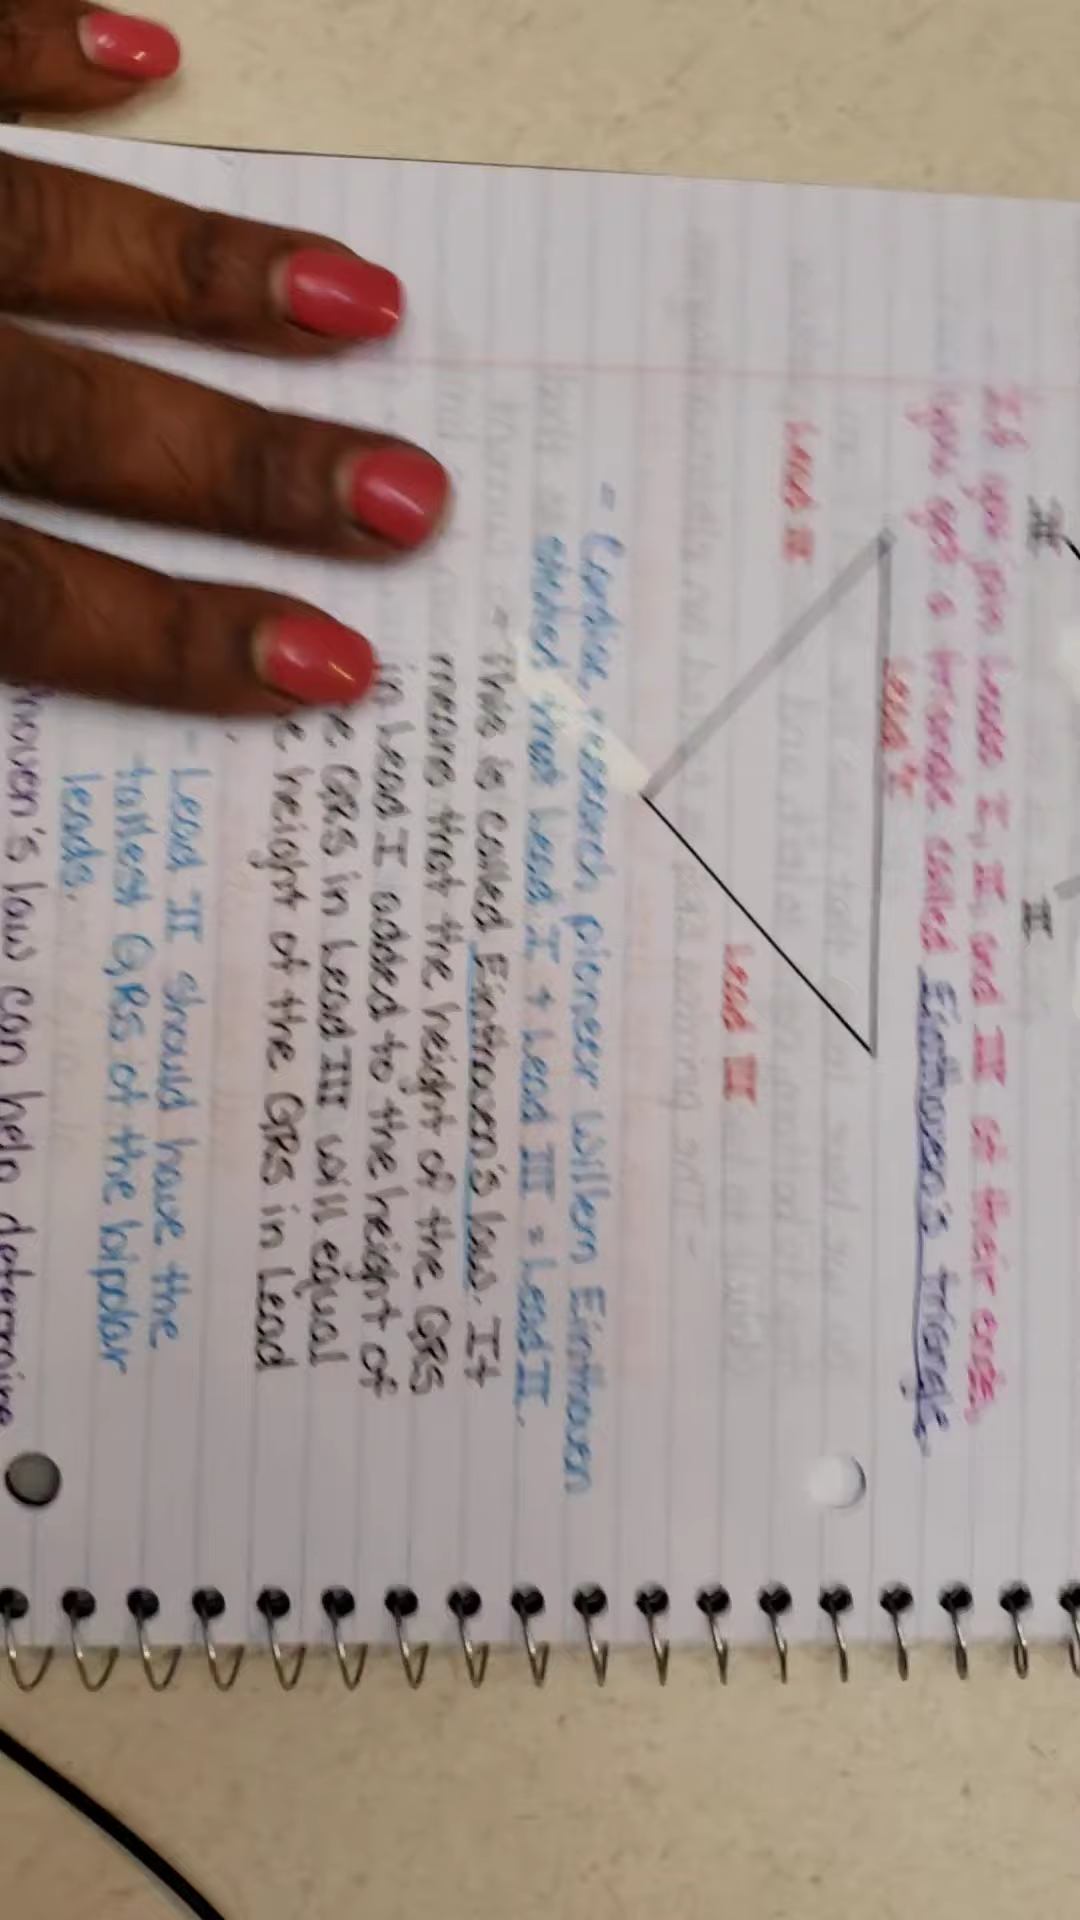 II
II
If you join Leads I, II, and III at their ends,
you get a triangle called Einthoven's triangle.
Lead I
Lead II
Lead III
= Cardiac research pioneer Willem Einthoven
stated that Lead I + Lead III = Lead II.
- This is called Einthoven's law. It
means that the height of the QRS
in Lead I added to the height of
e QRS in Lead III will equal
e height of the QRS in Lead
- Lead II should have the
tallest QRS of the bipolar
leads.
hoven's law can help determine